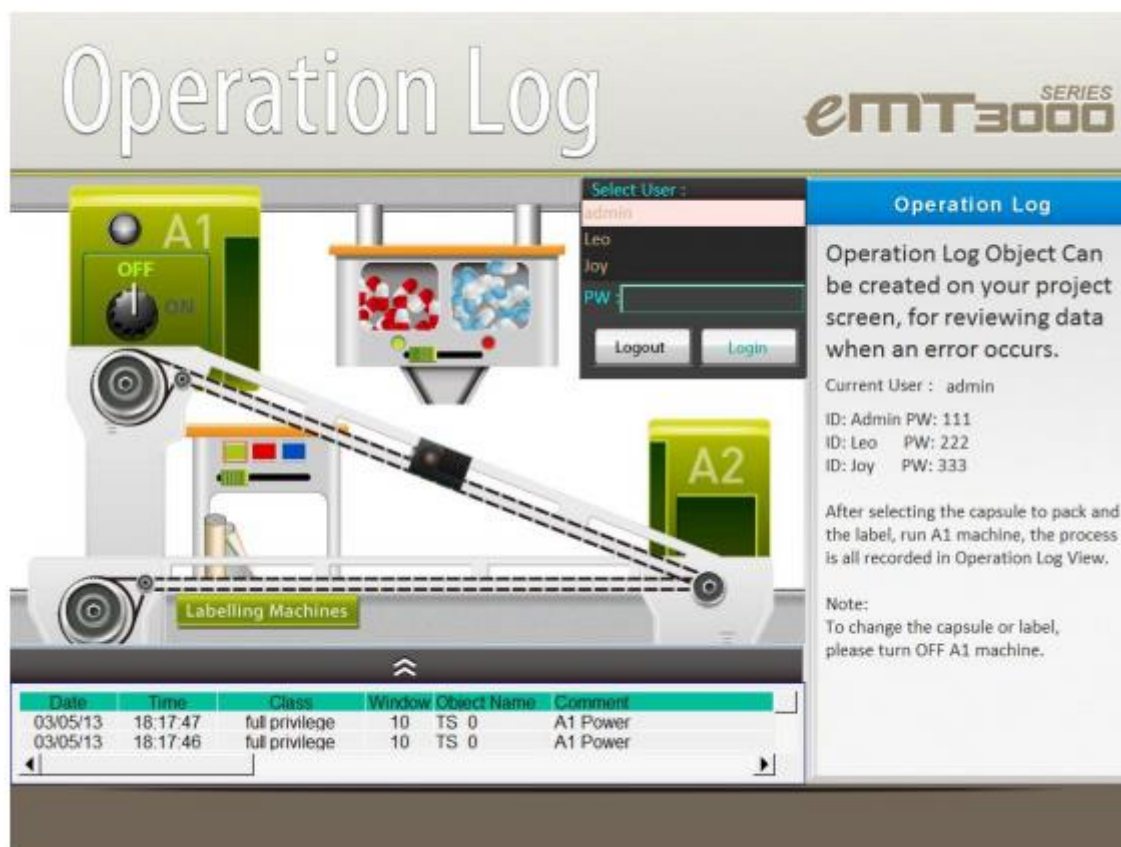 Operation Log
eMT3000
SERIES
A1
OFF
ON
Select User :
admin
Leo
Joy
PW :
Logout Login
A2
Labelling Machines
Operation Log
Operation Log Object Can
be created on your project
screen, for reviewing data
when an error occurs.
Current User : admin
ID: Admin PW: 111
ID: Leo PW: 222
ID: Joy PW: 333
After selecting the capsule to pack and
the label, run A1 machine, the process
is all recorded in Operation Log View.
Note:
To change the capsule or label,
please turn OFF A1 machine.
Date Time Class Window Object Name Comment
03/05/13 18:17:47 full privilege 10 TS 0 A1 Power
03/05/13 18:17:46 full privilege 10 TS 0 A1 Power